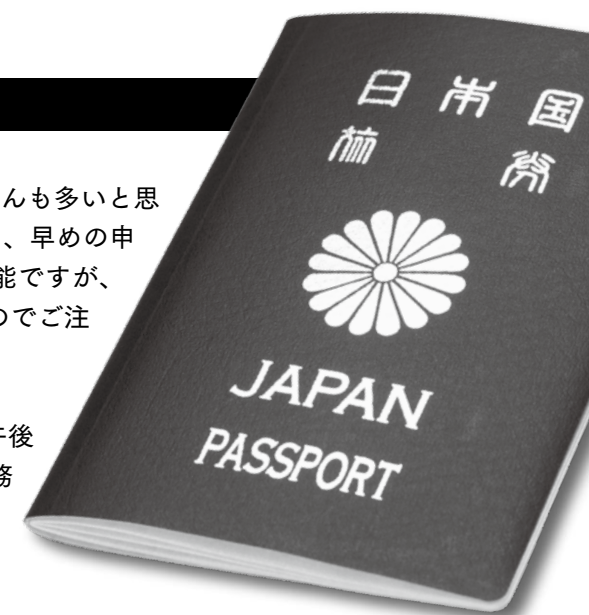 んも多いと思
、早めの申
能ですが、
のでご注
午後
務
日本国
旅券
JAPAN
PASSPORT